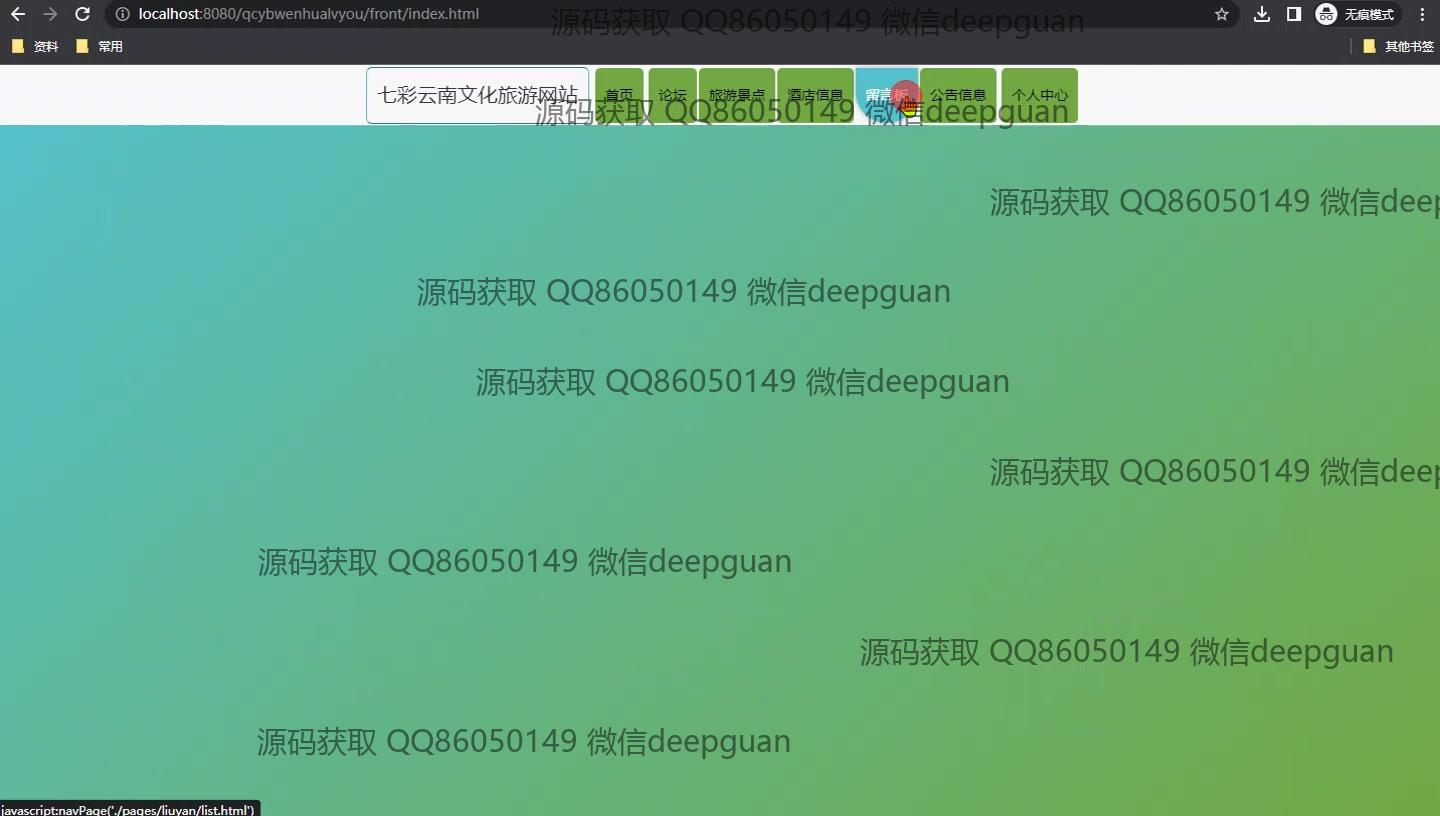 localhost:8080/qcybwenhualvyou/front/index.html
源码获取 QQ86050149 微信deepguan
无痕模式
资料
常用
其他书签
七彩云南文化旅游网站
首页
论坛
旅游景点
酒店信息
留言板
公告信息
个人中心
源码获取 QQ86050149 微信deepguan
源码获取 QQ86050149 微信deep
源码获取 QQ86050149 微信deepguan
源码获取 QQ86050149 微信deepguan
源码获取 QQ86050149 微信deep
源码获取 QQ86050149 微信deepguan
源码获取 QQ86050149 微信deepguan
源码获取 QQ86050149 微信deepguan
javascript:navPage('./pages/liuyan/list.html')